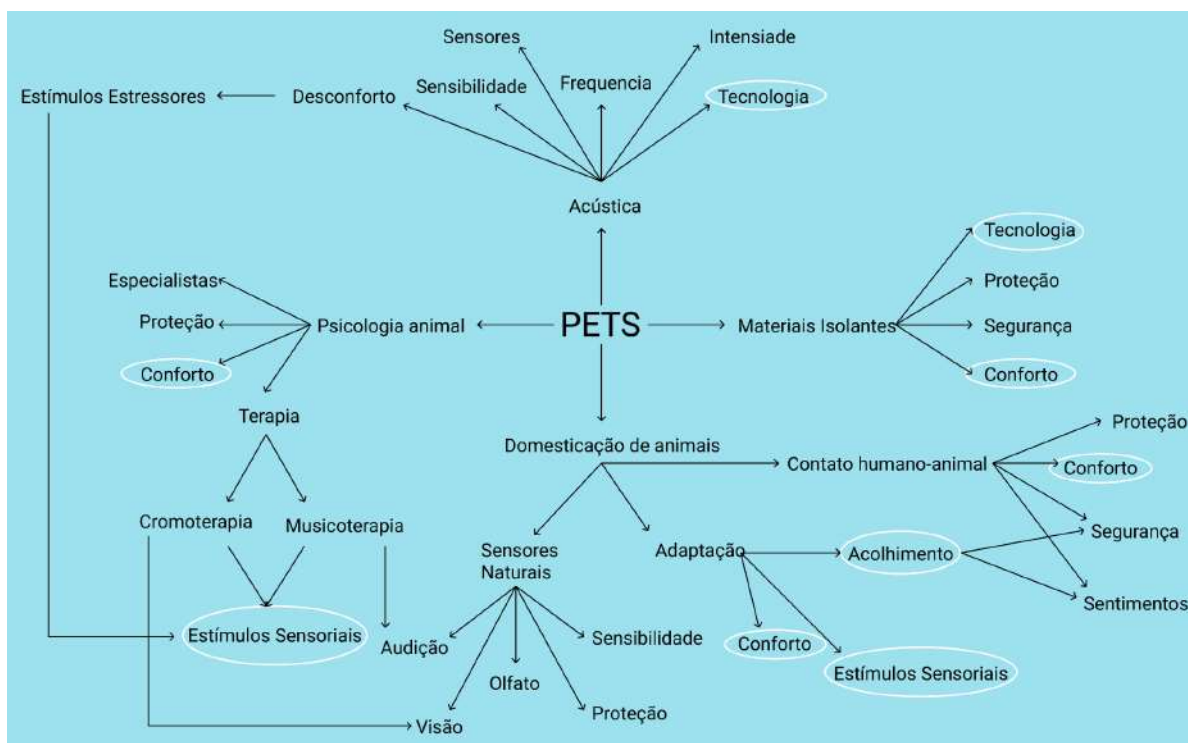 Sensores
Intensiade
Estímulos Estressores
Desconforto
Sensibilidade
Frequencia
Tecnologia
Acústica
Tecnologia
Especialistas
Proteção
Proteção
Psicologia animal
PETS
Materiais Isolantes
Segurança
Conforto
Conforto
Terapia
Domesticação de animais
Proteção
Contato humano-animal
Conforto
Cromoterapia
Musicoterapia
Sensores
Naturais
Adaptação
Acolhimento
Segurança
Sentimentos
Estímulos Sensoriais
Audição
Sensibilidade
Conforto
Olfato
Estímulos Sensoriais
Visão
Proteção